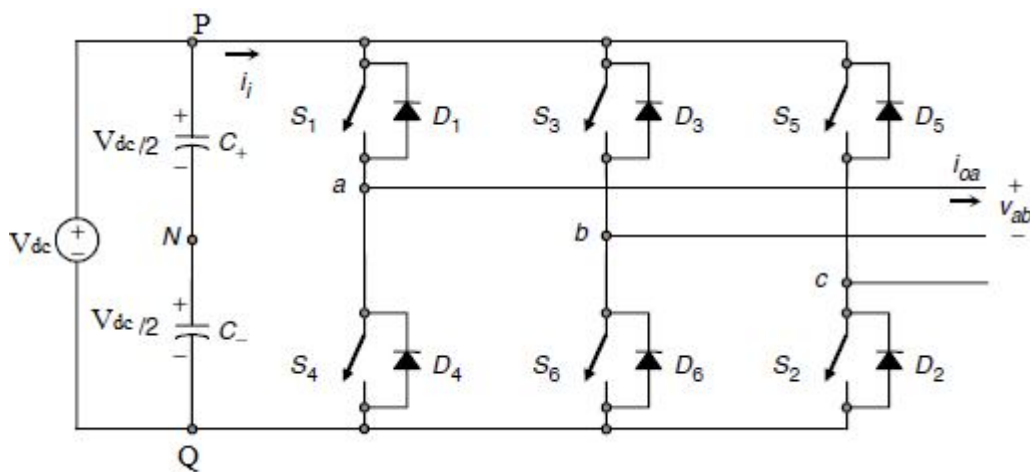 P
i_i
+
V_dc/2
−
C_+
S_1
D_1
S_3
D_3
S_5
D_5
a
i_oa
+
v_ab
−
V_dc
+
−
N
b
c
+
V_dc/2
−
C_−
S_4
D_4
S_6
D_6
S_2
D_2
Q